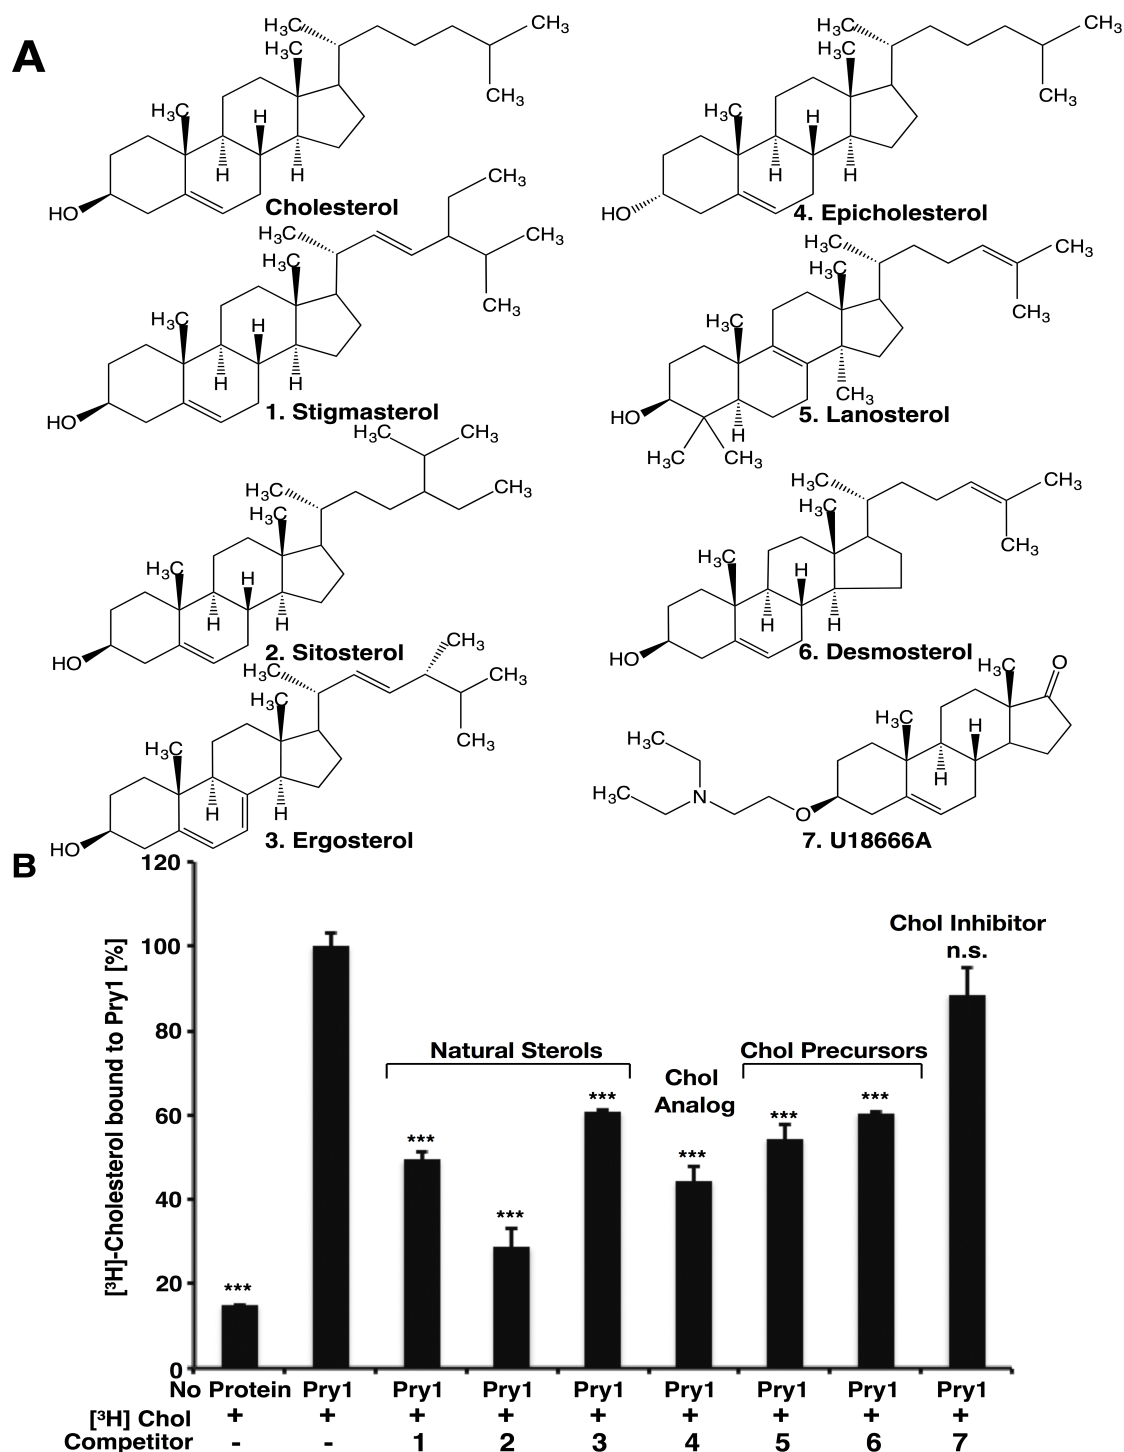 A
H₃C
CH₃
H₃C
CH₃
H₃C
H
H
H
HO
Cholesterol
H₃C
CH₃
H₃C
CH₃
H₃C
H
H
H
HO
4. Epicholesterol
CH₃
H₃C
CH₃
H₃C
CH₃
H₃C
H
H
H
HO
1. Stigmasterol
H₃C
CH₃
H₃C
CH₃
H₃C
CH₃
HO
H
H₃C
CH₃
5. Lanosterol
H₃C
CH₃
H₃C
CH₃
H₃C
H₃C
H
H
H
HO
2. Sitosterol
H₃C
CH₃
H₃C
CH₃
H₃C
H
H
H
HO
6. Desmosterol
CH₃
H₃C
CH₃
H₃C
CH₃
H₃C
H
H
HO
3. Ergosterol
H₃C
O
H₃C
H
H
H₃C
H₃C
N
O
7. U18666A
B
[³H]-Cholesterol bound to Pry1 [%]
120
100
80
60
40
20
0
Chol Inhibitor
n.s.
Natural Sterols
Chol Precursors
Chol
Analog
***
***
***
***
***
***
***
No Protein Pry1 Pry1 Pry1 Pry1 Pry1 Pry1 Pry1 Pry1
[³H] Chol + + + + + + + + +
Competitor - - 1 2 3 4 5 6 7